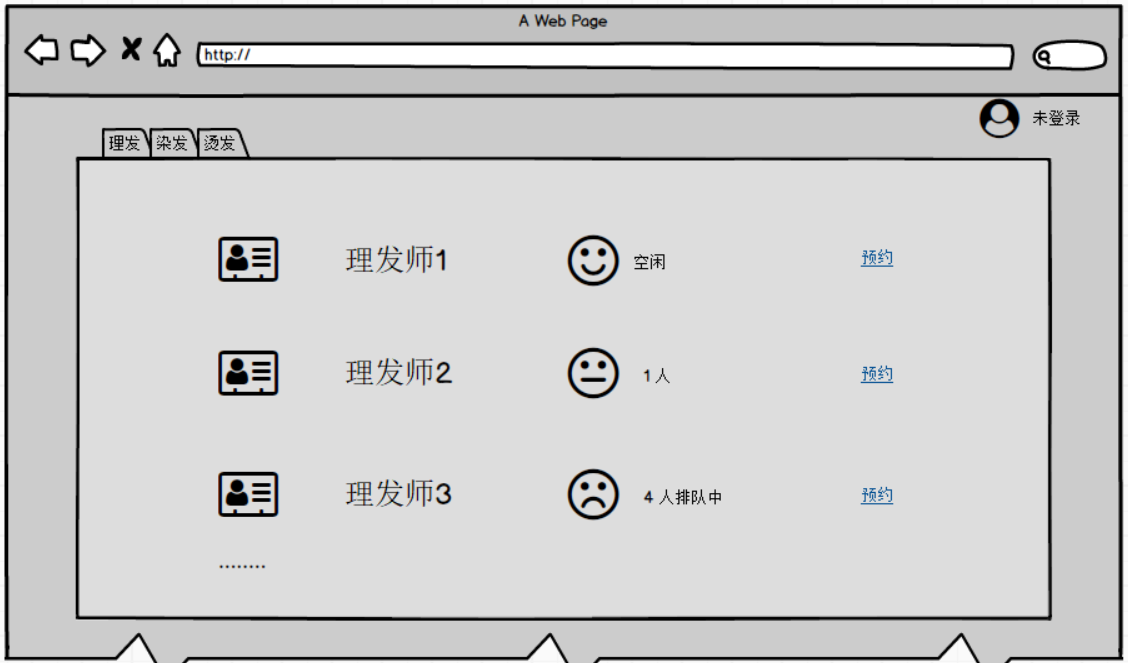 A Web Page
http://
未登录
理发 染发 烫发
理发师1 空闲 预约
理发师2 1人 预约
理发师3 4 人排队中 预约
........